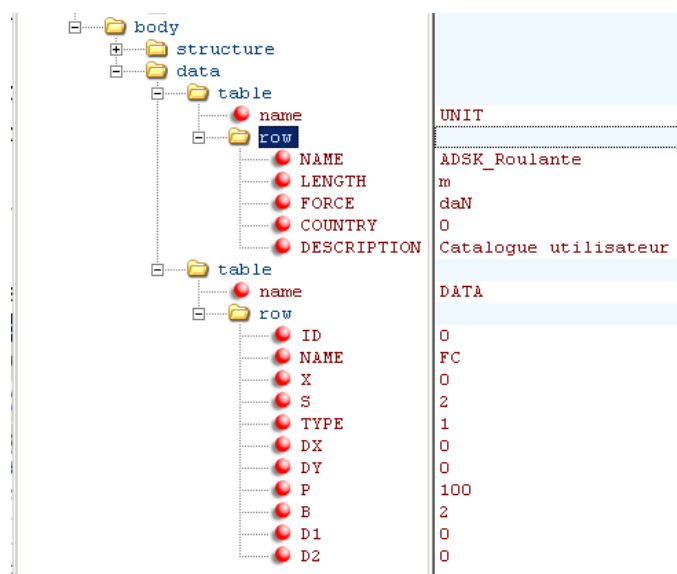 body
structure
data
table
name UNIT
row
NAME ADSK_Roulante
LENGTH m
FORCE daN
COUNTRY 0
DESCRIPTION Catalogue utilisateur
table
name DATA
row
ID 0
NAME FC
X 0
S 2
TYPE 1
DX 0
DY 0
P 100
B 2
D1 0
D2 0